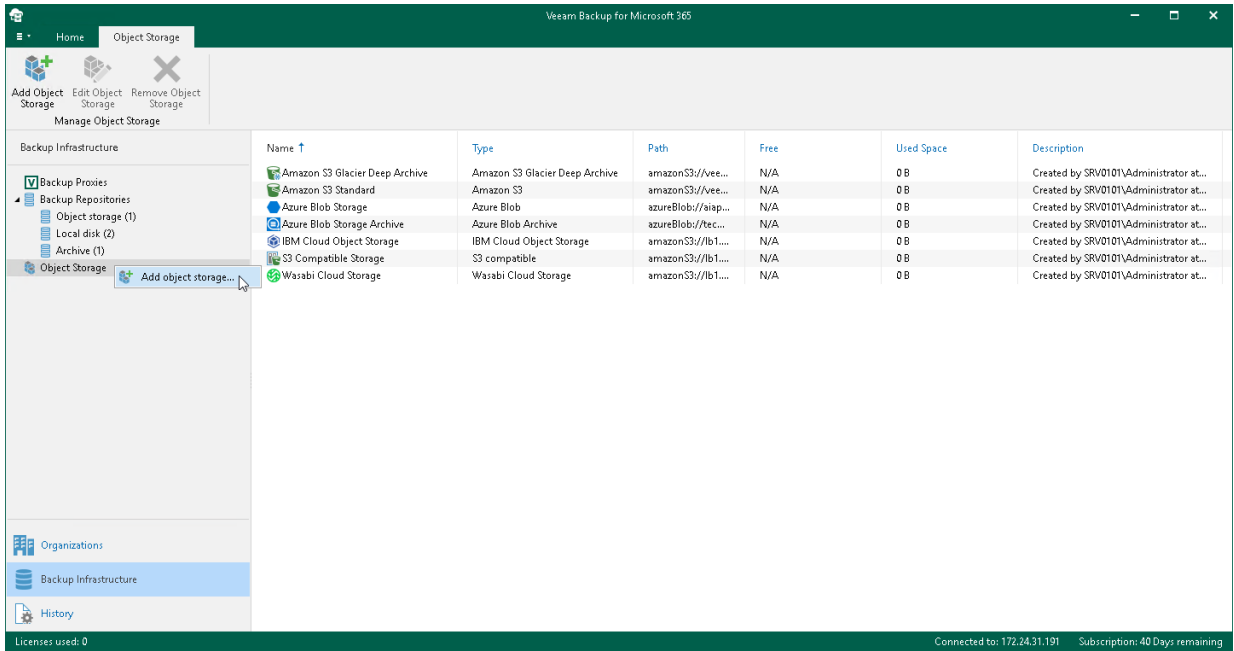 Veeam Backup for Microsoft 365
Home Object Storage
Add Object Storage
Edit Object Storage
Remove Object Storage
Manage Object Storage
Backup Infrastructure
V Backup Proxies
Backup Repositories
Object storage (1)
Local disk (2)
Archive (1)
Object Storage
Add object storage...
Name Type Path Free Used Space Description
Amazon S3 Glacier Deep Archive Amazon S3 Glacier Deep Archive amazonS3://vee... N/A 0 B Created by SRV0101\Administrator at...
Amazon S3 Standard Amazon S3 amazonS3://vee... N/A 0 B Created by SRV0101\Administrator at...
Azure Blob Storage Azure Blob azureBlob://aiap... N/A 0 B Created by SRV0101\Administrator at...
Azure Blob Storage Archive Azure Blob Archive azureBlob://tec... N/A 0 B Created by SRV0101\Administrator at...
IBM Cloud Object Storage IBM Cloud Object Storage amazonS3://lb1.... N/A 0 B Created by SRV0101\Administrator at...
S3 Compatible Storage S3 compatible amazonS3://lb1.... N/A 0 B Created by SRV0101\Administrator at...
Wasabi Cloud Storage Wasabi Cloud Storage amazonS3://lb1.... N/A 0 B Created by SRV0101\Administrator at...
Organizations
Backup Infrastructure
History
Licenses used: 0 Connected to: 172.24.31.191 Subscription: 40 Days remaining